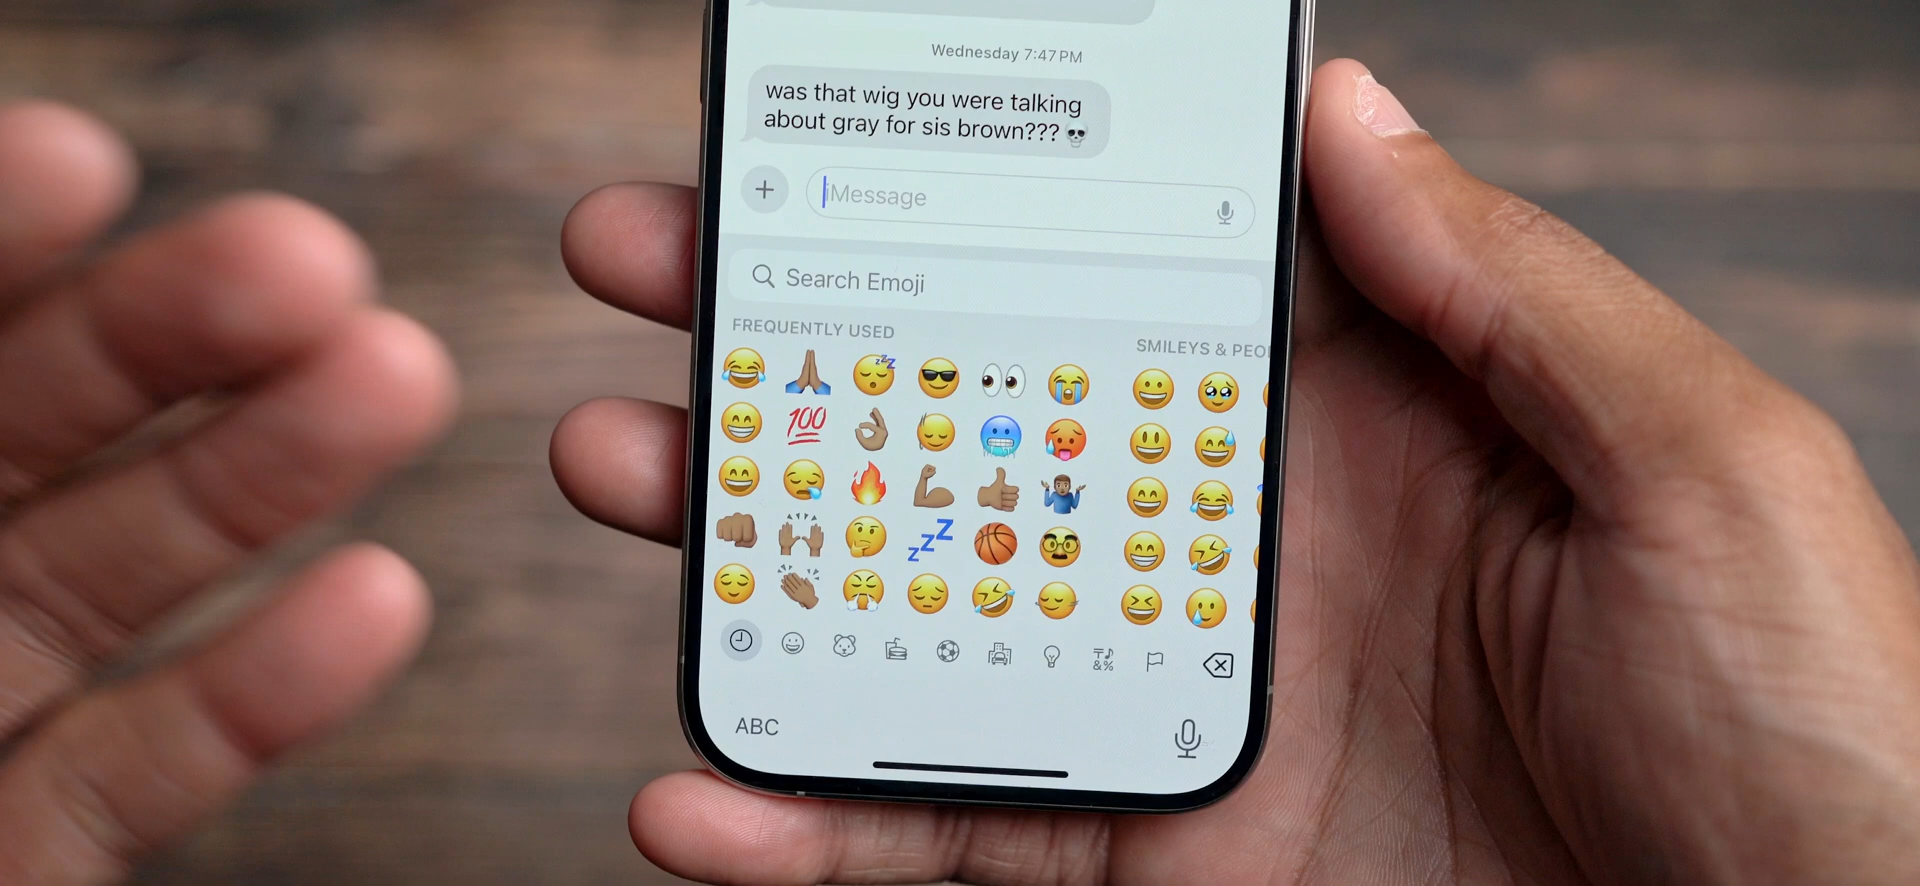 Wednesday 7:47 PM
was that wig you were talking
about gray for sis brown???💀
iMessage
Search Emoji
FREQUENTLY USED
SMILEYS & PEO
ABC